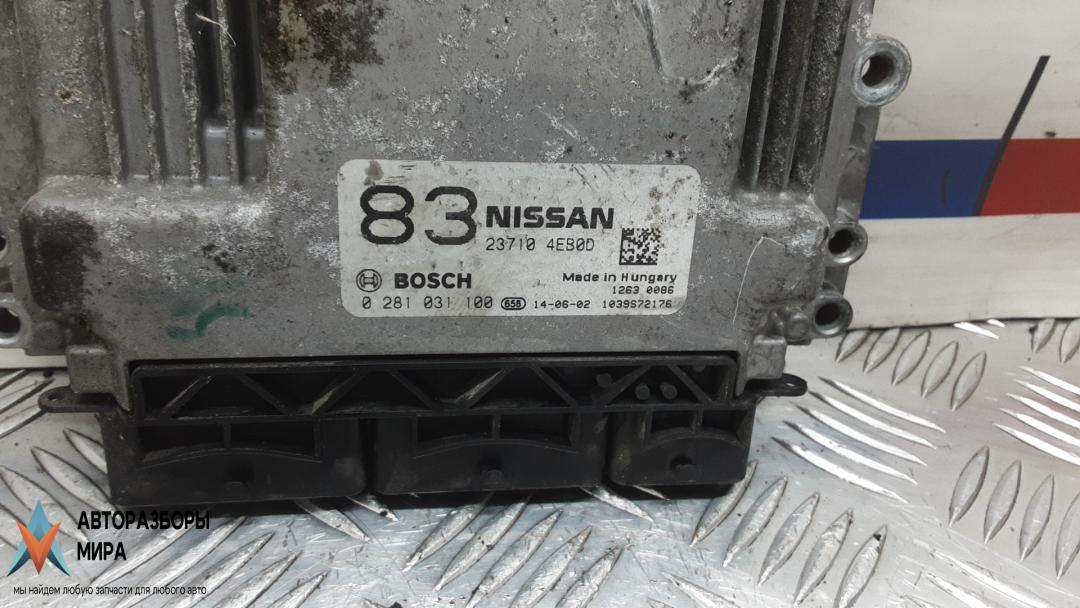 83 NISSAN
23710 4EB0D
BOSCH
Made in Hungary
1263 0086
0 281 031 100 658 14-06-02 1039S72176
АВТОРАЗБОРЫ
МИРА
мы найдем любую запчасти для любого авто